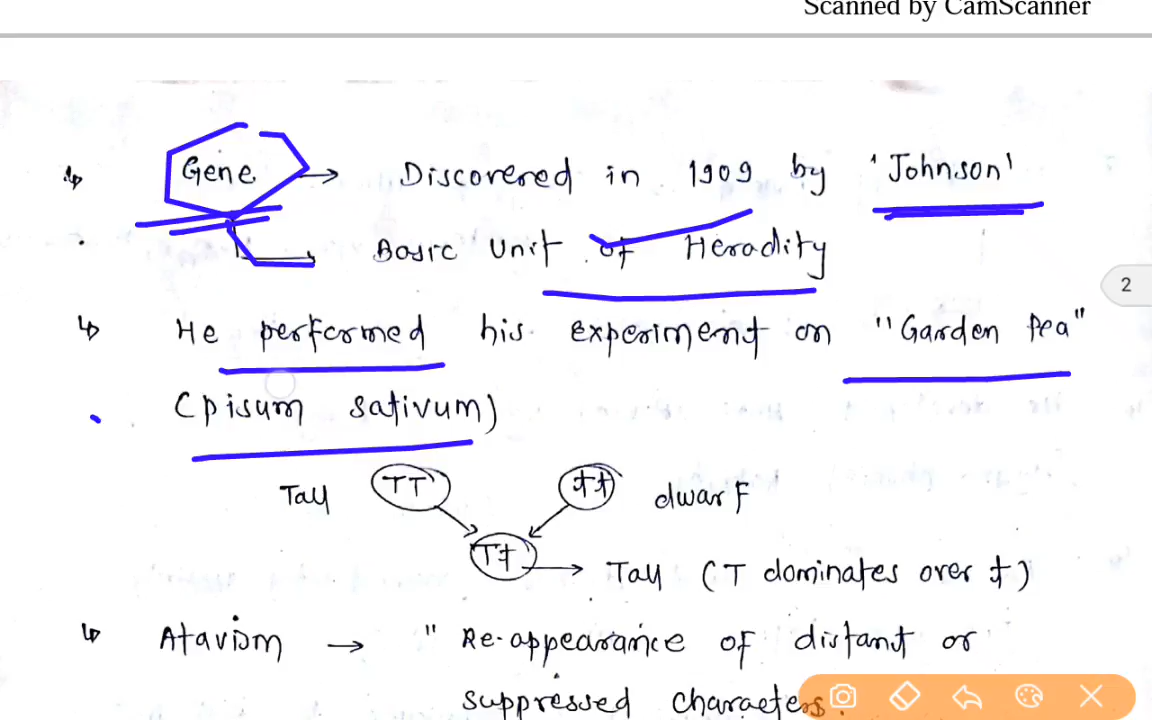 Scanned by CamScanner
↳ Gene → Discovered in 1909 by 'Johnson'
Basic Unit of Heradity
↳ He performed his experiment on "Garden Pea"
(pisum sativum)
Tall TT tt dwarf
Tt → Tall (T dominates over t)
↳ Atavism → " Re-appearance of distant or
suppressed characters.
2